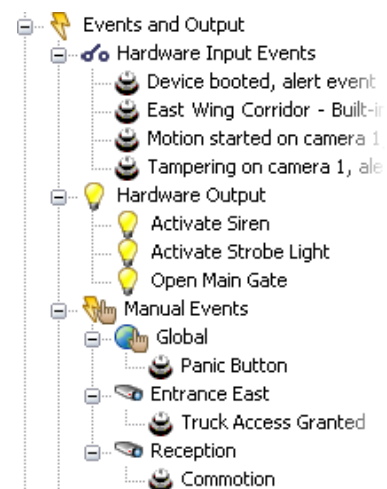 Events and Output
Hardware Input Events
Device booted, alert event
East Wing Corridor - Built-in
Motion started on camera 1
Tampering on camera 1, ale
Hardware Output
Activate Siren
Activate Strobe Light
Open Main Gate
Manual Events
Global
Panic Button
Entrance East
Truck Access Granted
Reception
Commotion